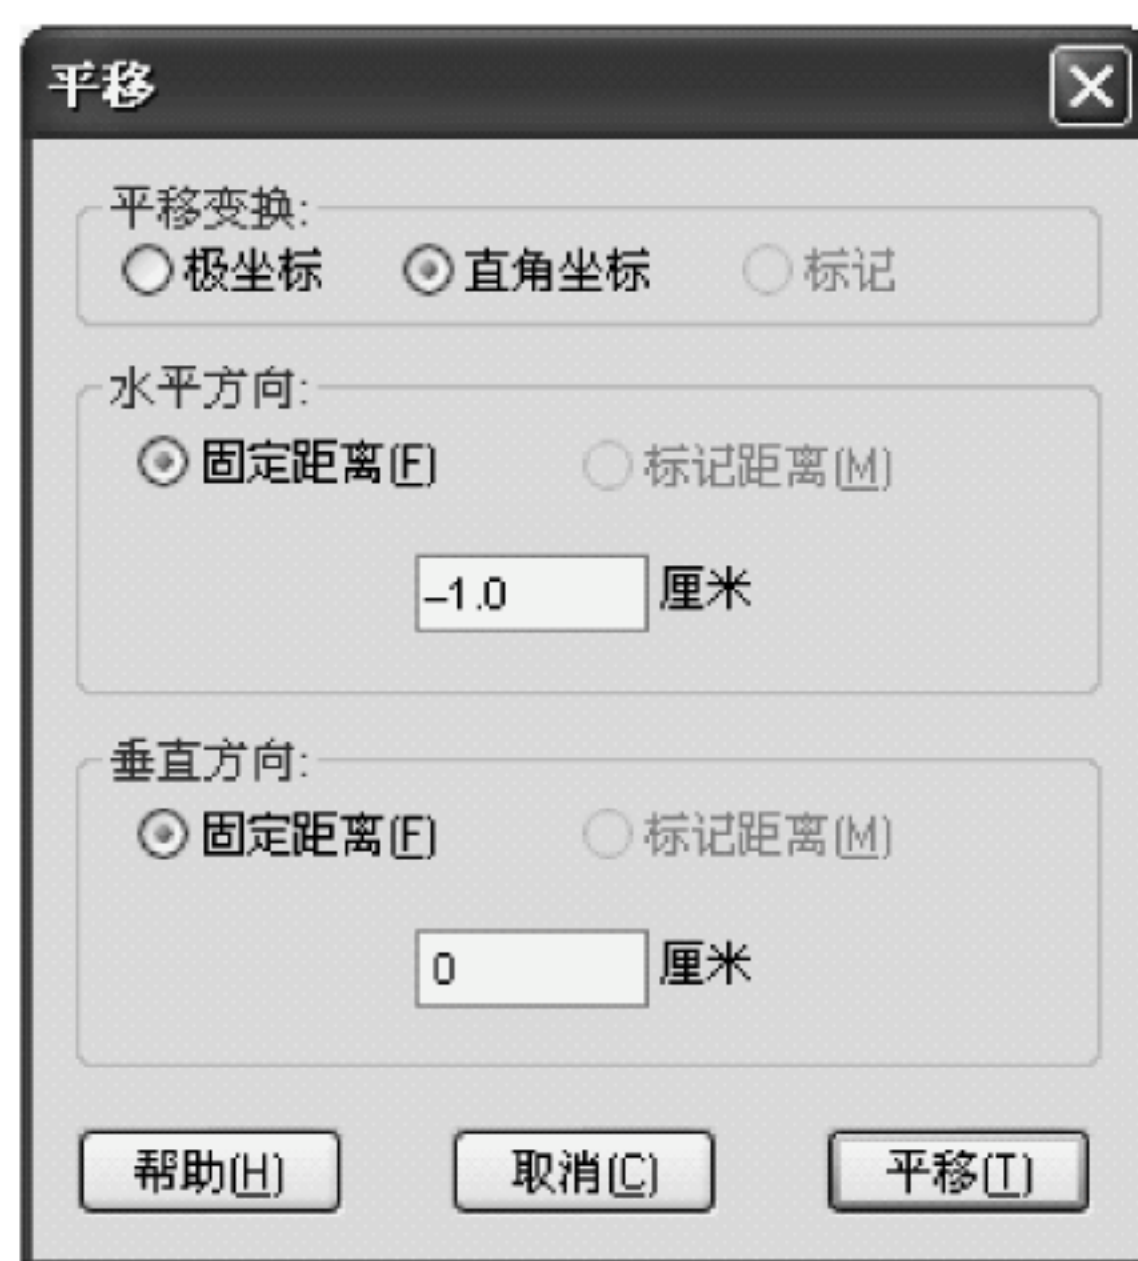 平移
平移变换:
极坐标 直角坐标 标记
水平方向:
固定距离(F) 标记距离(M)
–1.0 厘米
垂直方向:
固定距离(F) 标记距离(M)
0 厘米
帮助(H) 取消(C) 平移(T)